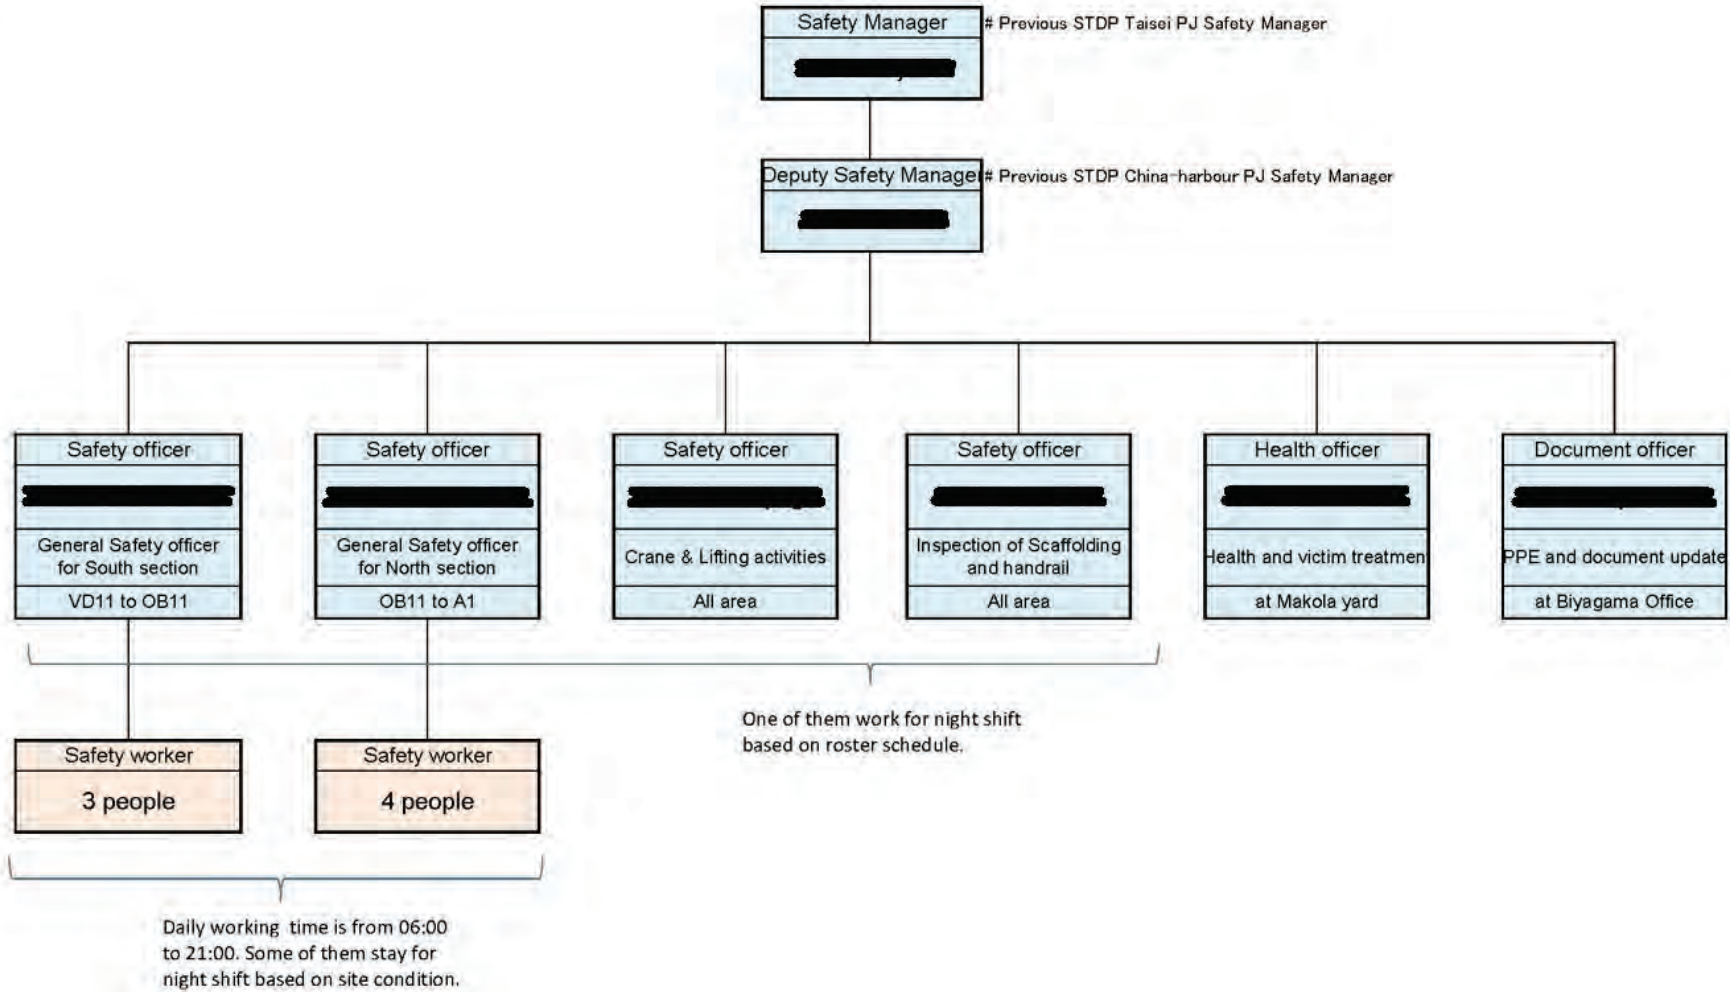 Safety Manager
# Previous STDP Taisei PJ Safety Manager
Deputy Safety Manager
# Previous STDP China-harbour PJ Safety Manager
Safety officer
General Safety officer
for South section
VD11 to OB11
Safety officer
General Safety officer
for North section
OB11 to A1
Safety officer
Crane & Lifting activities
All area
Safety officer
Inspection of Scaffolding
and handrail
All area
Health officer
Health and victim treatment
at Makola yard
Document officer
PPE and document update
at Biyagama Office
One of them work for night shift
based on roster schedule.
Safety worker
3 people
Safety worker
4 people
Daily working time is from 06:00
to 21:00. Some of them stay for
night shift based on site condition.